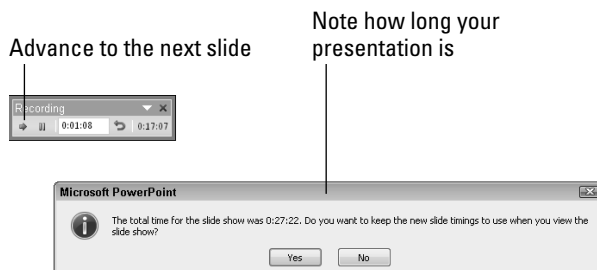 Note how long your
presentation is
Advance to the next slide
Recording
0:01:08 0:17:07
Microsoft PowerPoint
The total time for the slide show was 0:27:22. Do you want to keep the new slide timings to use when you view the
slide show?
Yes No